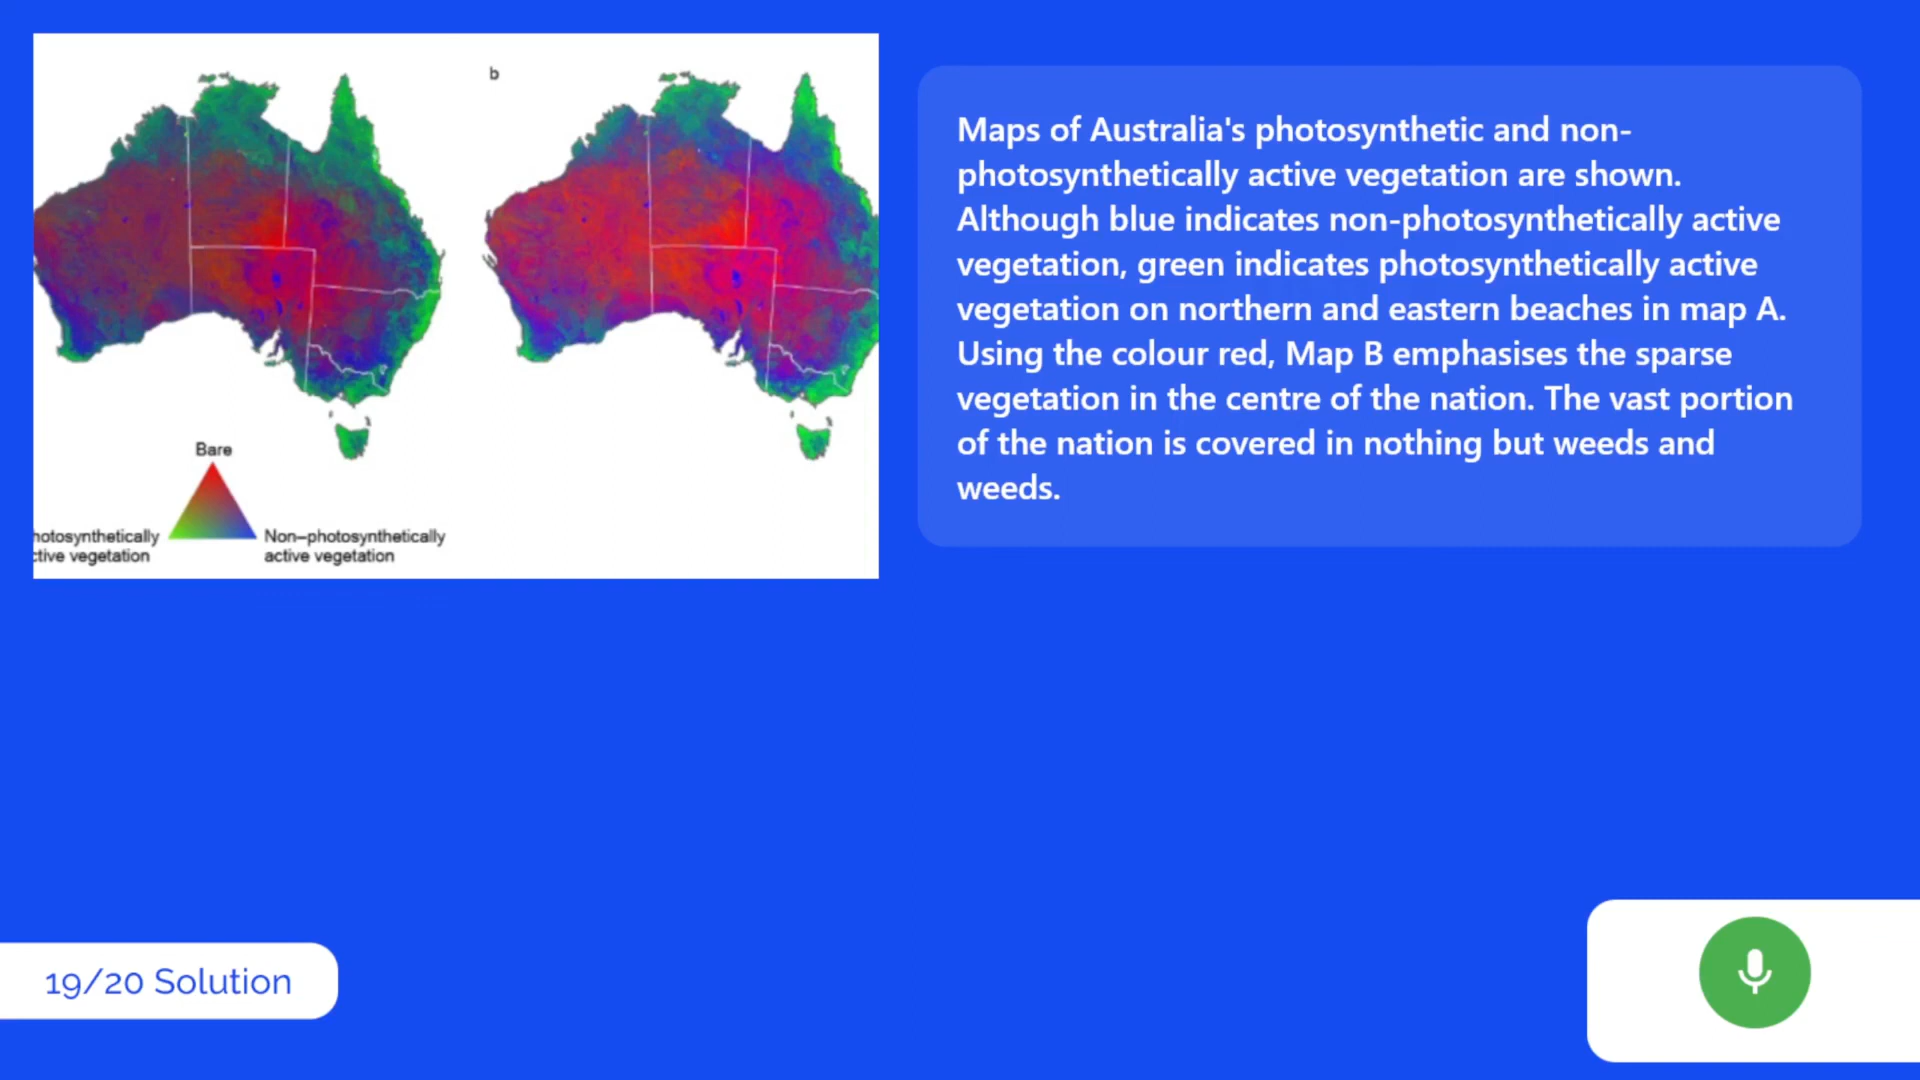 b
Bare
hotosynthetically
ctive vegetation
Non–photosynthetically
active vegetation
Maps of Australia's photosynthetic and non-
photosynthetically active vegetation are shown.
Although blue indicates non-photosynthetically active
vegetation, green indicates photosynthetically active
vegetation on northern and eastern beaches in map A.
Using the colour red, Map B emphasises the sparse
vegetation in the centre of the nation. The vast portion
of the nation is covered in nothing but weeds and
weeds.
19/20 Solution